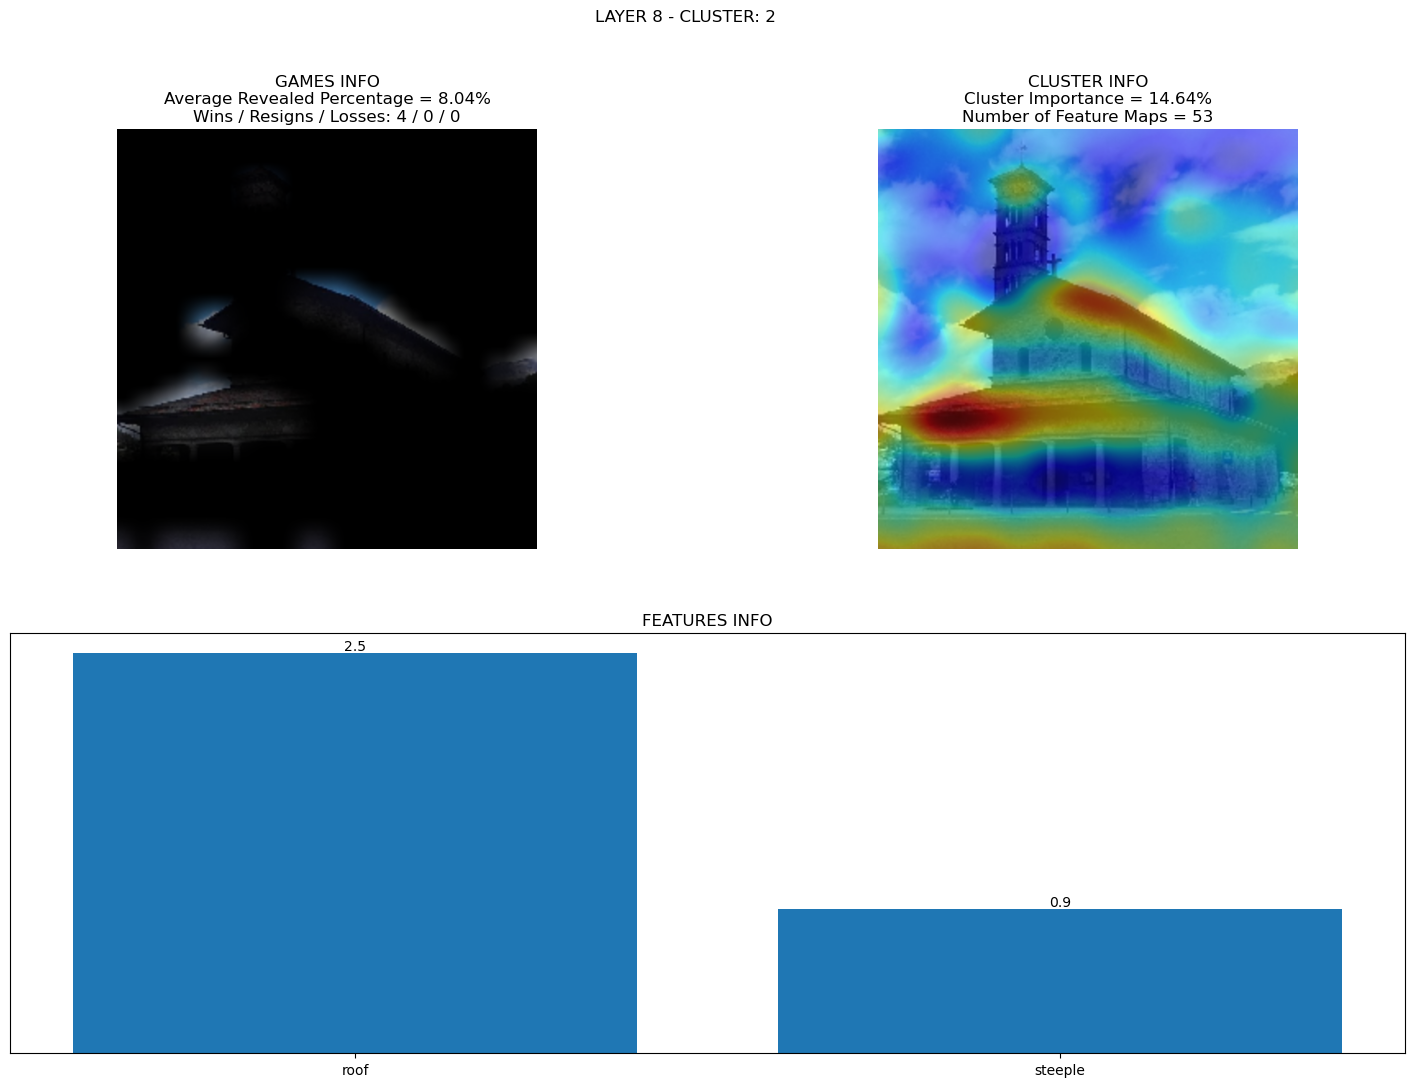 LAYER 8 - CLUSTER: 2
GAMES INFO
Average Revealed Percentage = 8.04%
Wins / Resigns / Losses: 4 / 0 / 0
CLUSTER INFO
Cluster Importance = 14.64%
Number of Feature Maps = 53
FEATURES INFO
2.5
0.9
roof
steeple